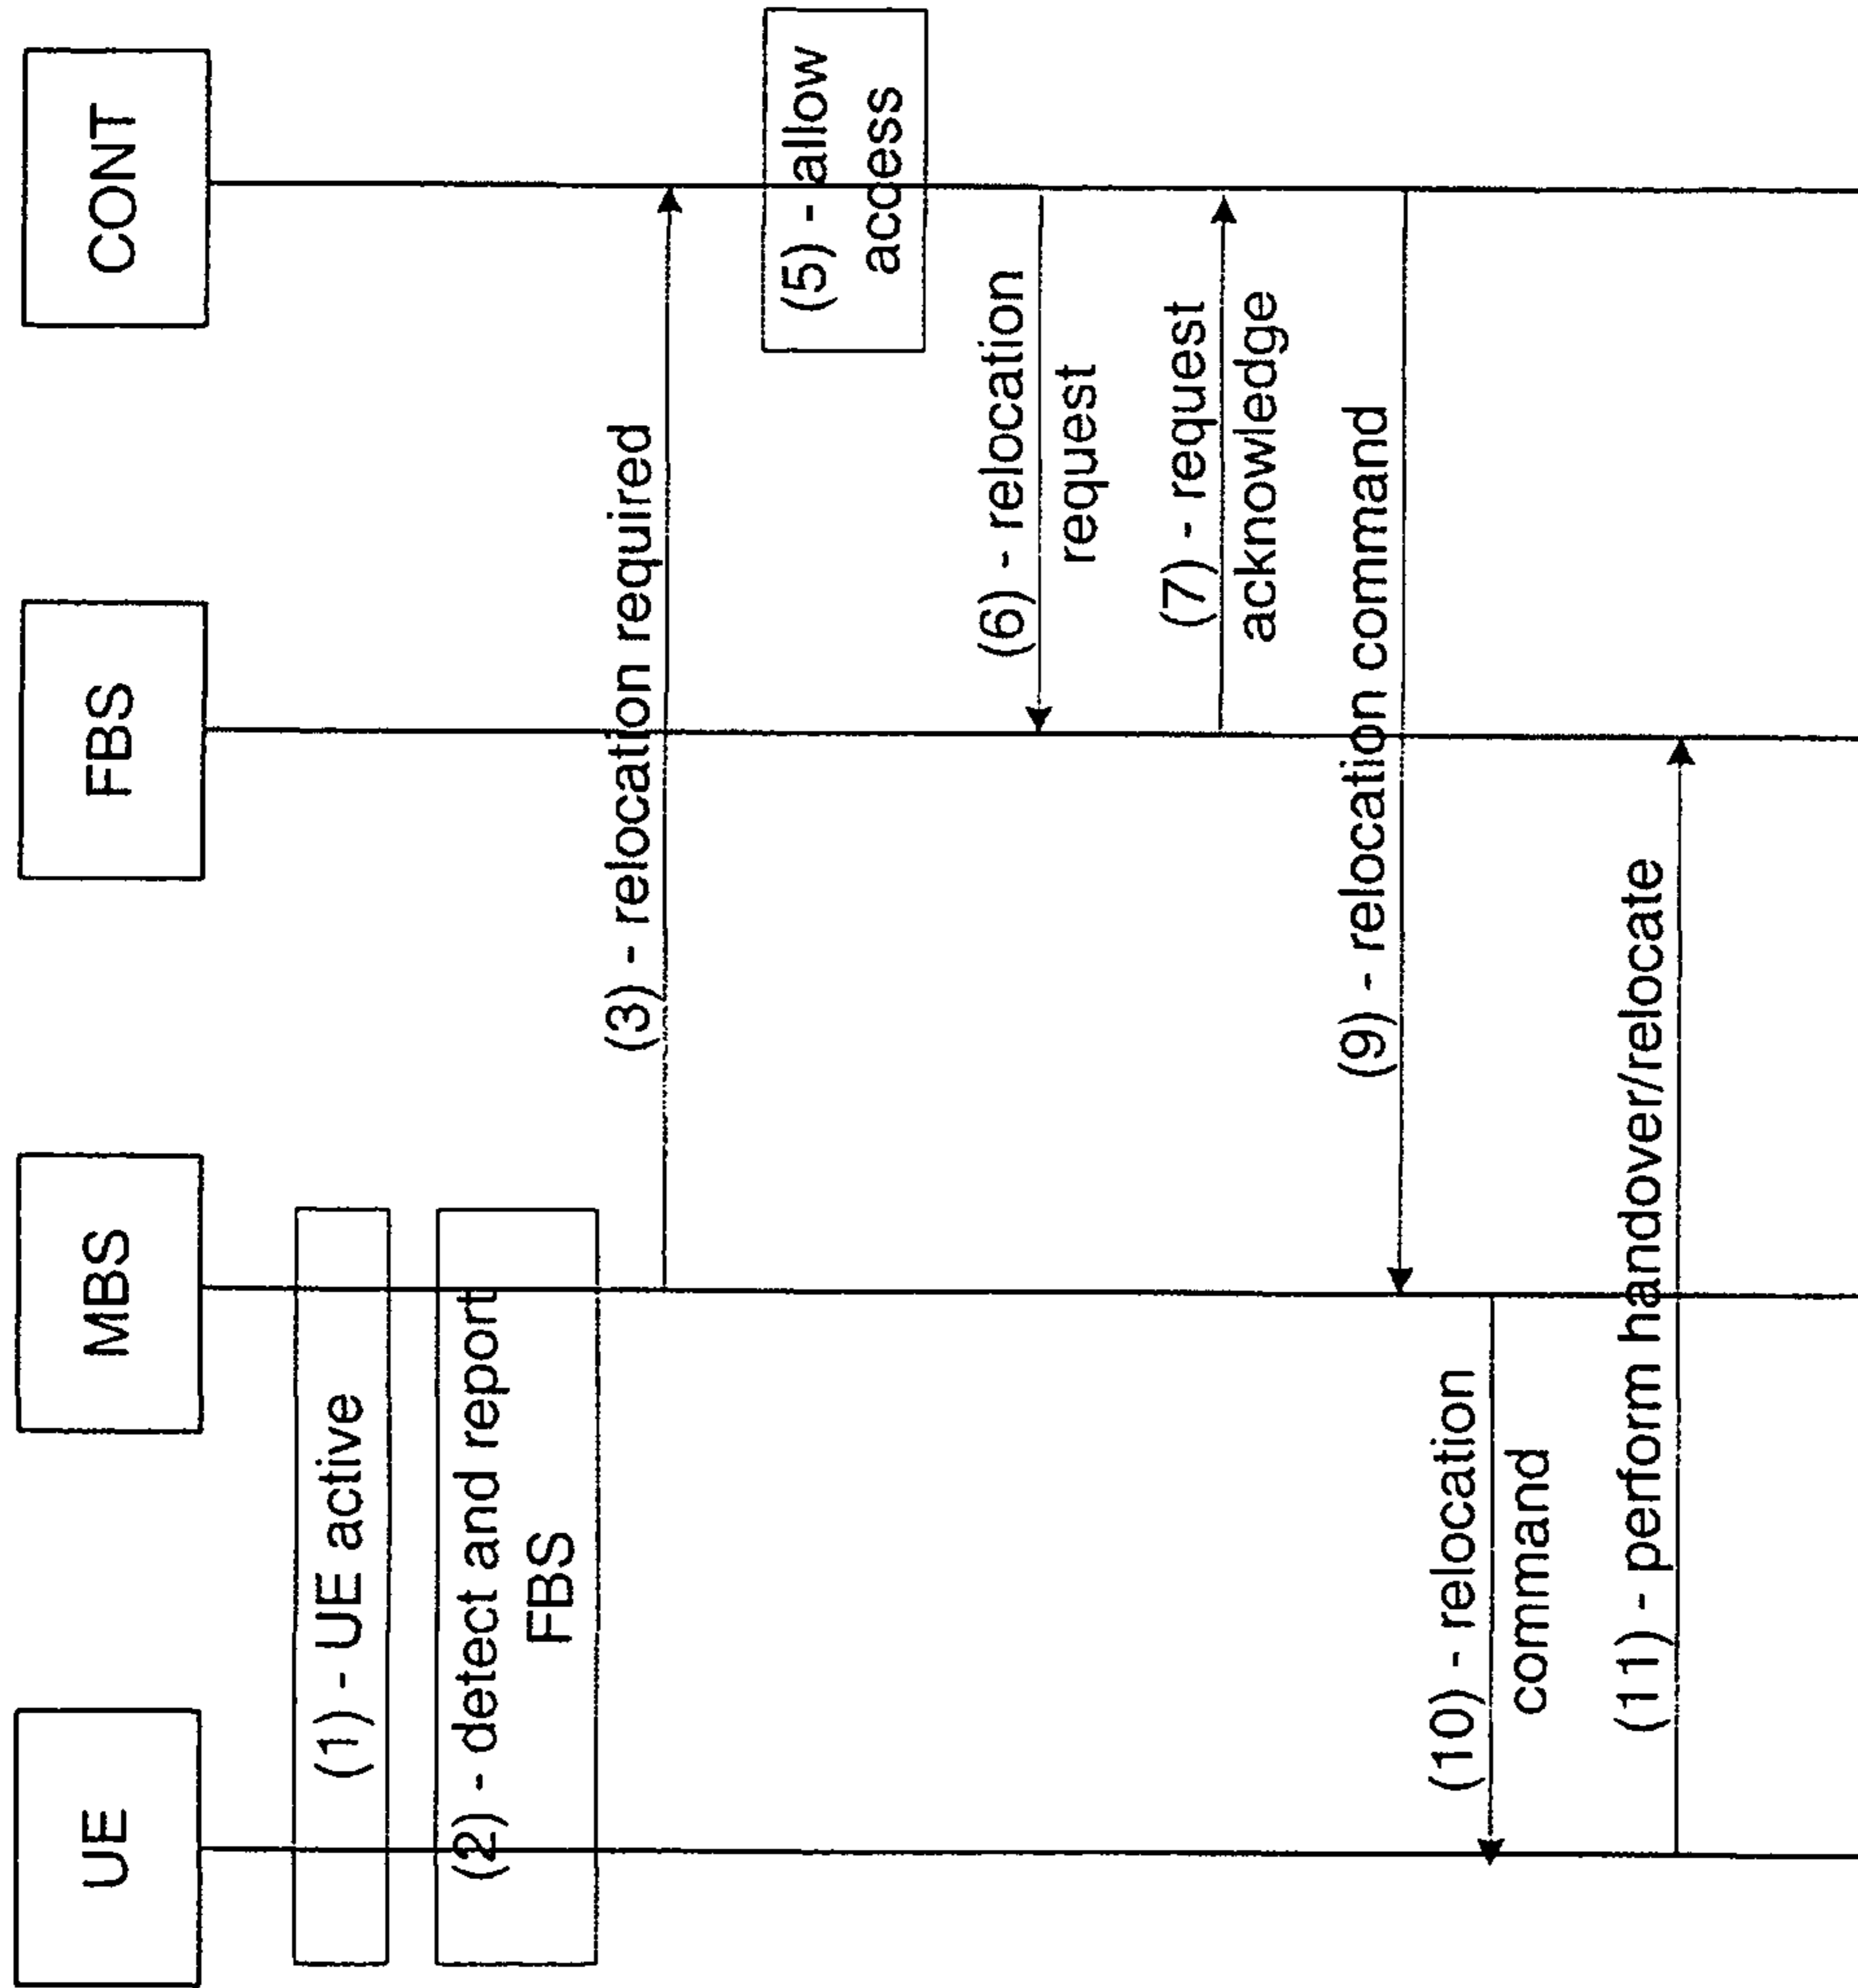 UE
MBS
FBS
CONT
(1) - UE active
(2) - detect and report
FBS
(3) - relocation required
(5) - allow
access
(6) - relocation
request
(7) - request
acknowledge
(9) - relocation command
(10) - relocation
command
(11) - perform handover/relocate